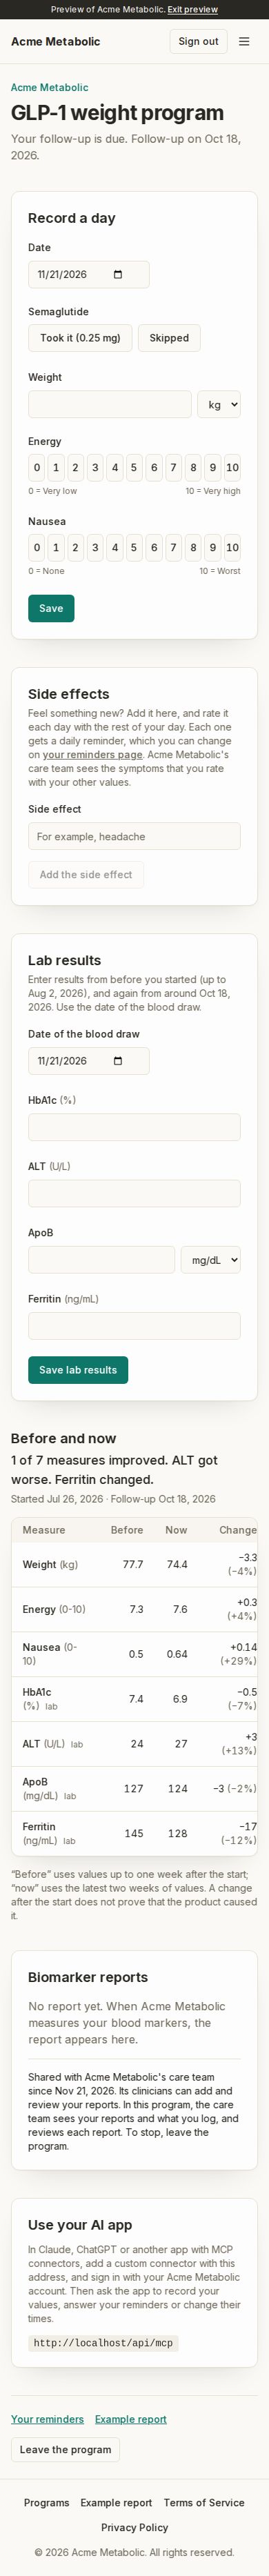 Preview of Acme Metabolic. Exit preview
Acme Metabolic
Sign out
Acme Metabolic
GLP-1 weight program
Your follow-up is due. Follow-up on Oct 18,
2026.
Record a day
Date
11/21/2026
Semaglutide
Took it (0.25 mg)
Skipped
Weight
kg
Energy
0 1 2 3 4 5 6 7 8 9 10
0 = Very low 10 = Very high
Nausea
0 1 2 3 4 5 6 7 8 9 10
0 = None 10 = Worst
Save
Side effects
Feel something new? Add it here, and rate it
each day with the rest of your day. Each one
gets a daily reminder, which you can change
on your reminders page. Acme Metabolic's
care team sees the symptoms that you rate
with your other values.
Side effect
For example, headache
Add the side effect
Lab results
Enter results from before you started (up to
Aug 2, 2026), and again from around Oct 18,
2026. Use the date of the blood draw.
Date of the blood draw
11/21/2026
HbA1c (%)
ALT (U/L)
ApoB
mg/dL
Ferritin (ng/mL)
Save lab results
Before and now
1 of 7 measures improved. ALT got
worse. Ferritin changed.
Started Jul 26, 2026 · Follow-up Oct 18, 2026
Measure Before Now Change
Weight (kg) 77.7 74.4 −3.3
(−4%)
Energy (0-10) 7.3 7.6 +0.3
(+4%)
Nausea (0-
10) 0.5 0.64 +0.14
(+29%)
HbA1c
(%) lab 7.4 6.9 −0.5
(−7%)
ALT (U/L) lab 24 27 +3
(+13%)
ApoB
(mg/dL) lab 127 124 −3 (−2%)
Ferritin
(ng/mL) lab 145 128 −17
(−12%)
“Before” uses values up to one week after the start;
“now” uses the latest two weeks of values. A change
after the start does not prove that the product caused
it.
Biomarker reports
No report yet. When Acme Metabolic
measures your blood markers, the
report appears here.
Shared with Acme Metabolic's care team
since Nov 21, 2026. Its clinicians can add and
review your reports. In this program, the care
team sees your reports and what you log, and
reviews each report. To stop, leave the
program.
Use your AI app
In Claude, ChatGPT or another app with MCP
connectors, add a custom connector with this
address, and sign in with your Acme Metabolic
account. Then ask the app to record your
values, answer your reminders or change their
times.
http://localhost/api/mcp
Your reminders Example report
Leave the program
Programs Example report Terms of Service
Privacy Policy
© 2026 Acme Metabolic. All rights reserved.